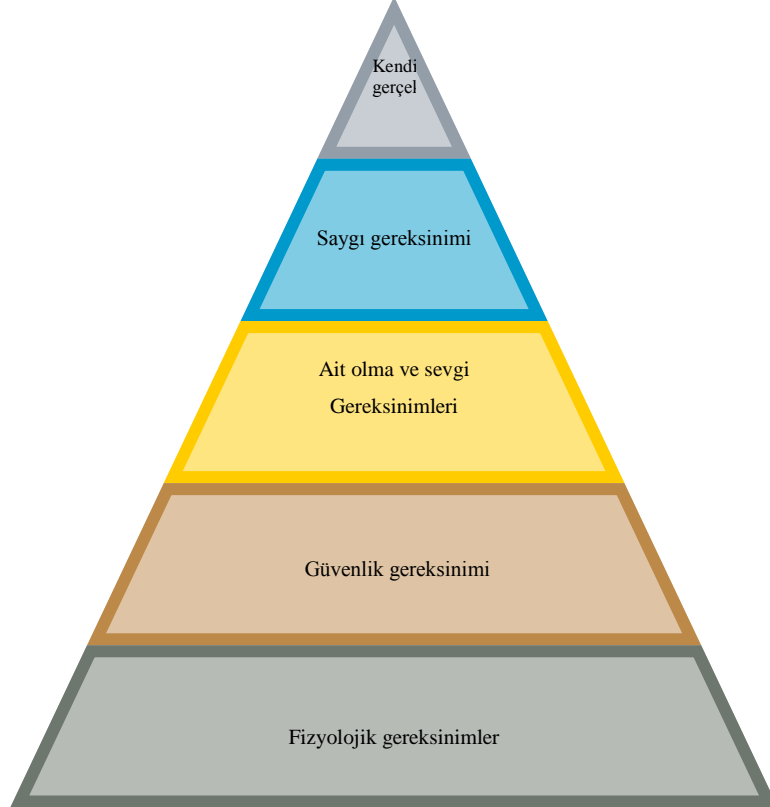 Kendi
gerçel
Saygı gereksinimi
Ait olma ve sevgi
Gereksinimleri
Güvenlik gereksinimi
Fizyolojik gereksinimler